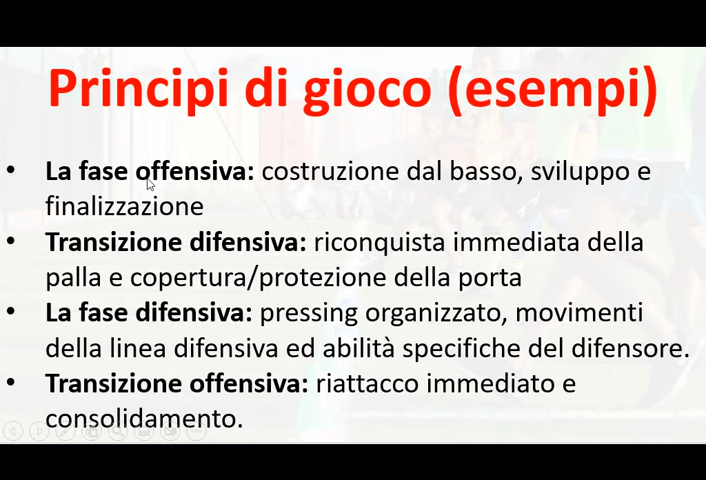 Principi di gioco (esempi)
• La fase offensiva: costruzione dal basso, sviluppo e
finalizzazione
• Transizione difensiva: riconquista immediata della
palla e copertura/protezione della porta
• La fase difensiva: pressing organizzato, movimenti
della linea difensiva ed abilità specifiche del difensore.
• Transizione offensiva: riattacco immediato e
consolidamento.